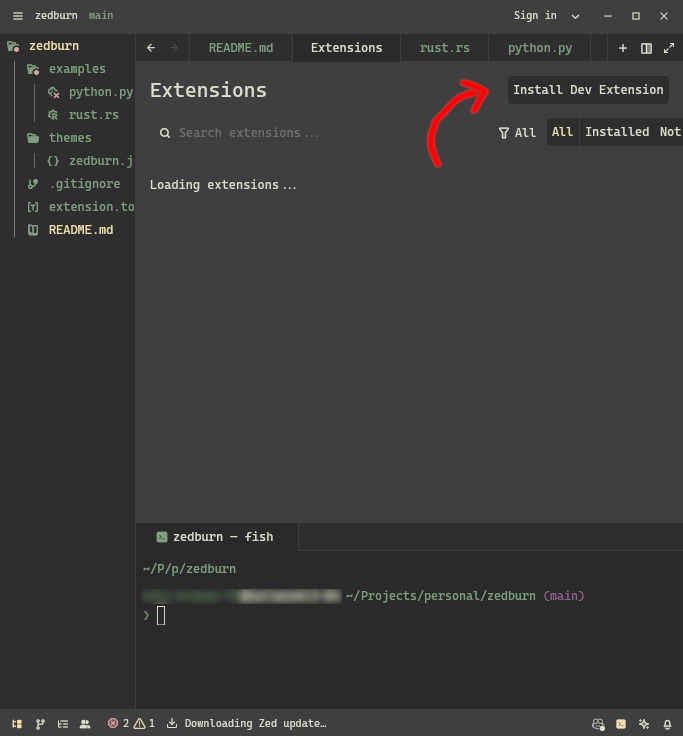 zedburn main Sign in
zedburn
examples
python.py
rust.rs
themes
{} zedburn.j
.gitignore
extension.to
README.md
README.md Extensions rust.rs python.py
Extensions
Install Dev Extension
Search extensions...
All All Installed Not
Loading extensions...
zedburn — fish
~/P/p/zedburn
~/Projects/personal/zedburn (main)
❯
2 1 Downloading Zed update…